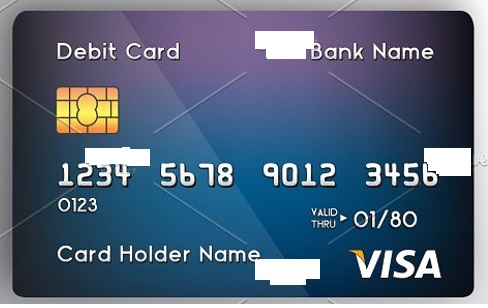 Debit Card Bank Name
1234 5678 9012 3456
0123
VALID THRU 01/80
Card Holder Name
VISA